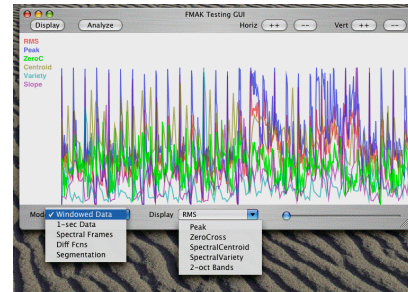 FMAK Testing GUI
Display Analyze Horiz ++ -- Vert ++ --
RMS
Peak
ZeroC
Centroid
Variety
Slope
Mod ✓ Windowed Data Display RMS
1-sec Data
Spectral Frames
Diff Fcns
Segmentation
Peak
ZeroCross
SpectralCentroid
SpectralVariety
2-oct Bands